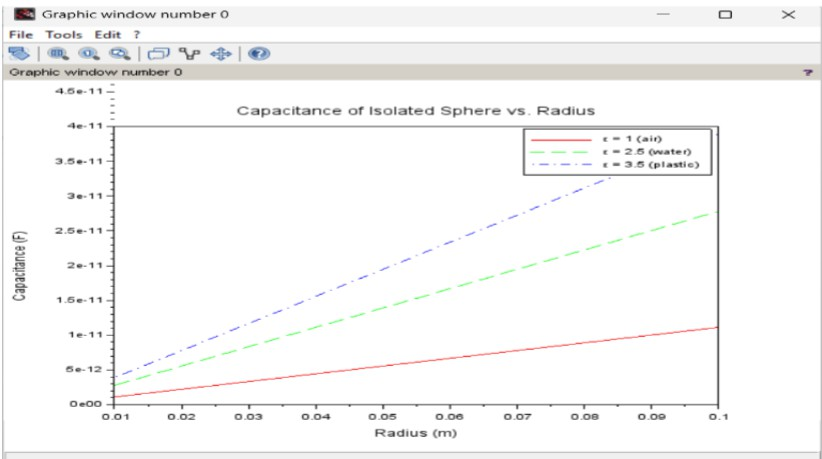 Graphic window number 0
File Tools Edit ?
Graphic window number 0
?
4.5e-11
Capacitance of Isolated Sphere vs. Radius
4e-11
ε = 1 (air)
ε = 2.5 (water)
ε = 3.5 (plastic)
3.5e-11
3e-11
2.5e-11
2e-11
1.5e-11
1e-11
5e-12
0e00
Capacitance (F)
0.01 0.02 0.03 0.04 0.05 0.06 0.07 0.08 0.09 0.1
Radius (m)